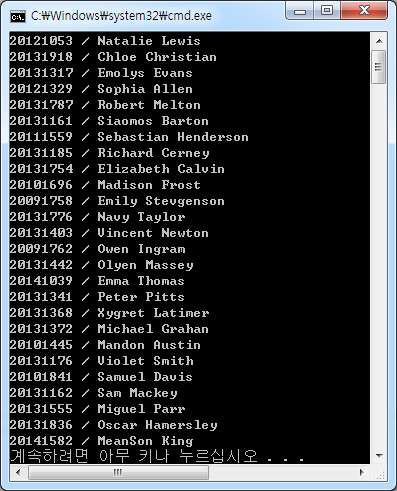 C:\Windows\system32\cmd.exe
20121053 / Natalie Lewis
20131918 / Chloe Christian
20131317 / Emolys Evans
20121329 / Sophia Allen
20131787 / Robert Melton
20131161 / Siaomos Barton
20111559 / Sebastian Henderson
20131185 / Richard Cerney
20131754 / Elizabeth Calvin
20101696 / Madison Frost
20091758 / Emily Stevgenson
20131776 / Navy Taylor
20131403 / Vincent Newton
20091762 / Owen Ingram
20131442 / Olyen Massey
20141039 / Emma Thomas
20131341 / Peter Pitts
20131368 / Xygret Latimer
20131372 / Michael Grahan
20101445 / Mandon Austin
20131176 / Violet Smith
20101841 / Samuel Davis
20131162 / Sam Mackey
20131555 / Miguel Parr
20131836 / Oscar Hamersley
20141582 / MeanSon King
계속하려면 아무 키나 누르십시오 . . .